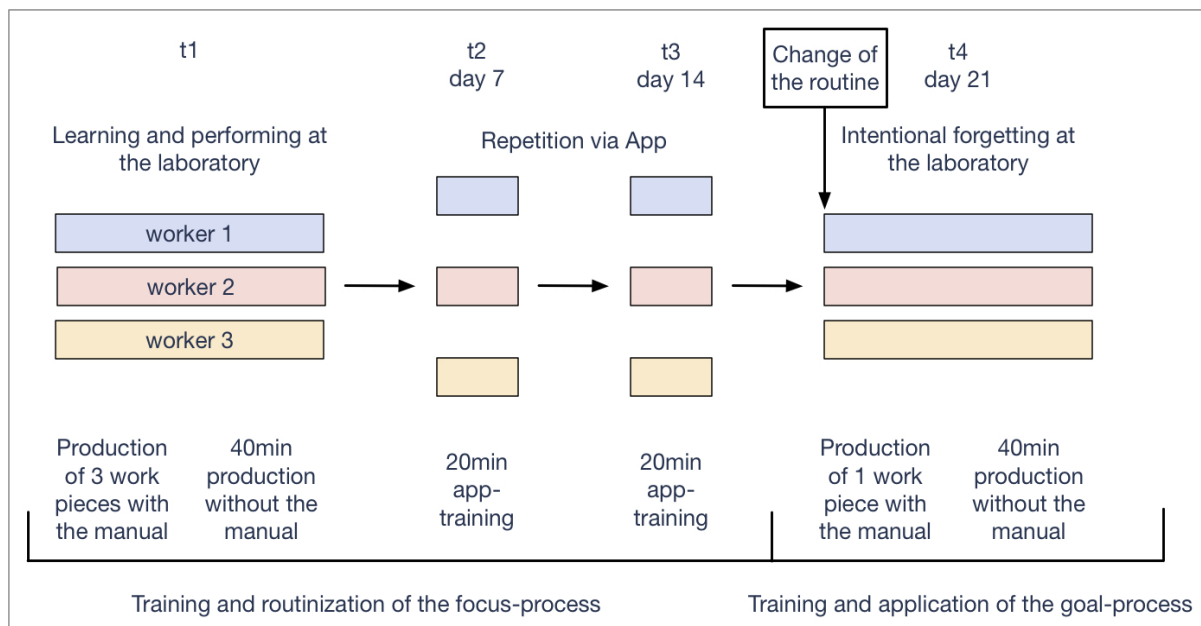 t1
t2
day 7
t3
day 14
Change of
the routine
t4
day 21
Learning and performing at
the laboratory
Repetition via App
Intentional forgetting at
the laboratory
worker 1
worker 2
worker 3
Production
of 3 work
pieces with
the manual
40min
production
without the
manual
20min
app-
training
20min
app-
training
Production
of 1 work
piece with
the manual
40min
production
without the
manual
Training and routinization of the focus-process
Training and application of the goal-process